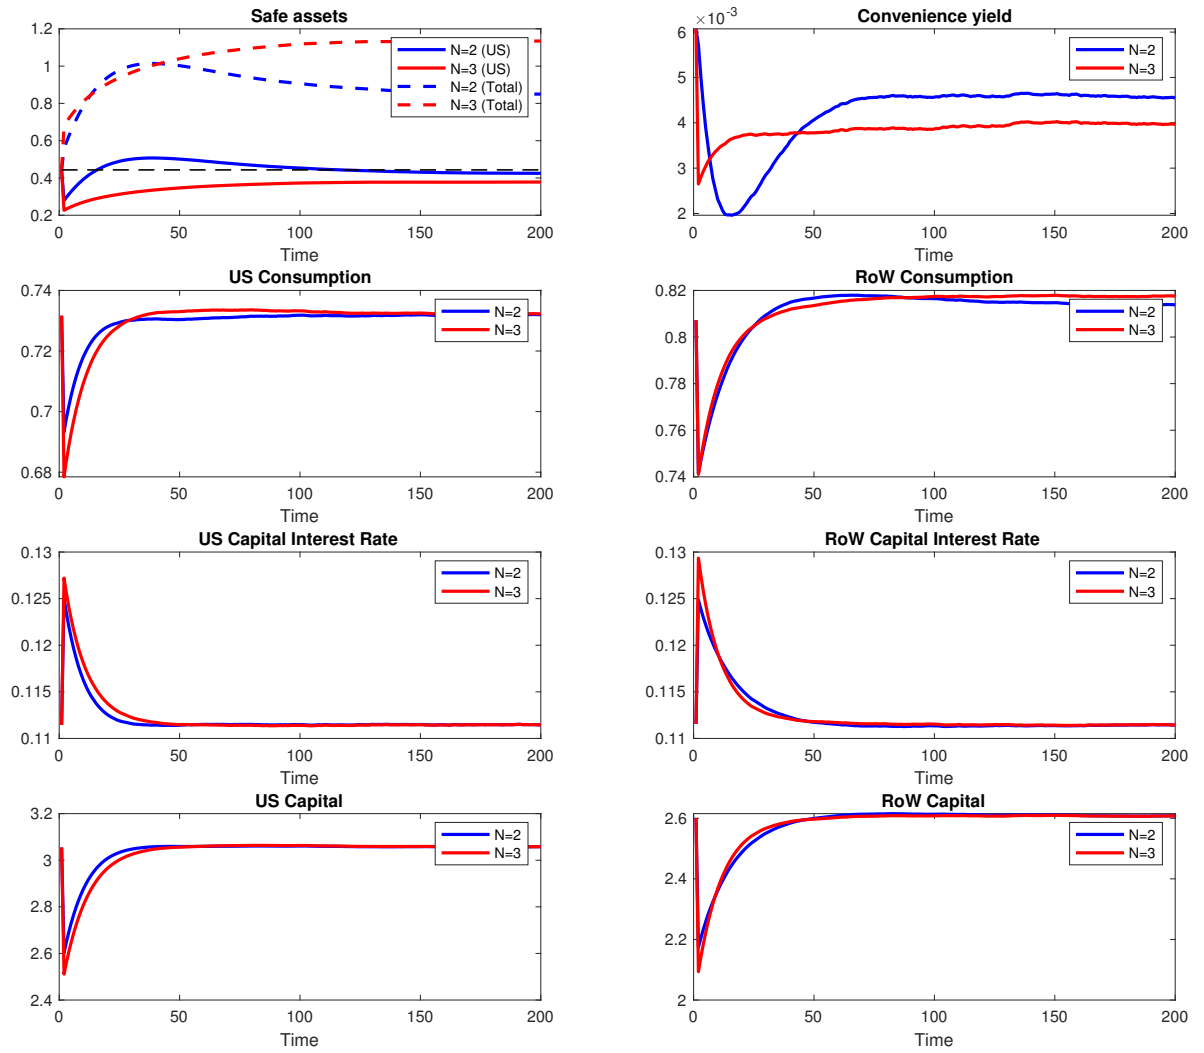 Safe assets
1.2
1
0.8
0.6
0.4
0.2
N=2 (US)
N=3 (US)
N=2 (Total)
N=3 (Total)
0 50 100 150 200
Time
Convenience yield
×10⁻³
6
5
4
3
2
N=2
N=3
0 50 100 150 200
Time
US Consumption
0.74
0.72
0.7
0.68
N=2
N=3
0 50 100 150 200
Time
RoW Consumption
0.82
0.8
0.78
0.76
0.74
N=2
N=3
0 50 100 150 200
Time
US Capital Interest Rate
0.13
0.125
0.12
0.115
0.11
N=2
N=3
0 50 100 150 200
Time
RoW Capital Interest Rate
0.13
0.125
0.12
0.115
0.11
N=2
N=3
0 50 100 150 200
Time
US Capital
3.2
3
2.8
2.6
2.4
N=2
N=3
0 50 100 150 200
Time
RoW Capital
2.6
2.4
2.2
2
N=2
N=3
0 50 100 150 200
Time